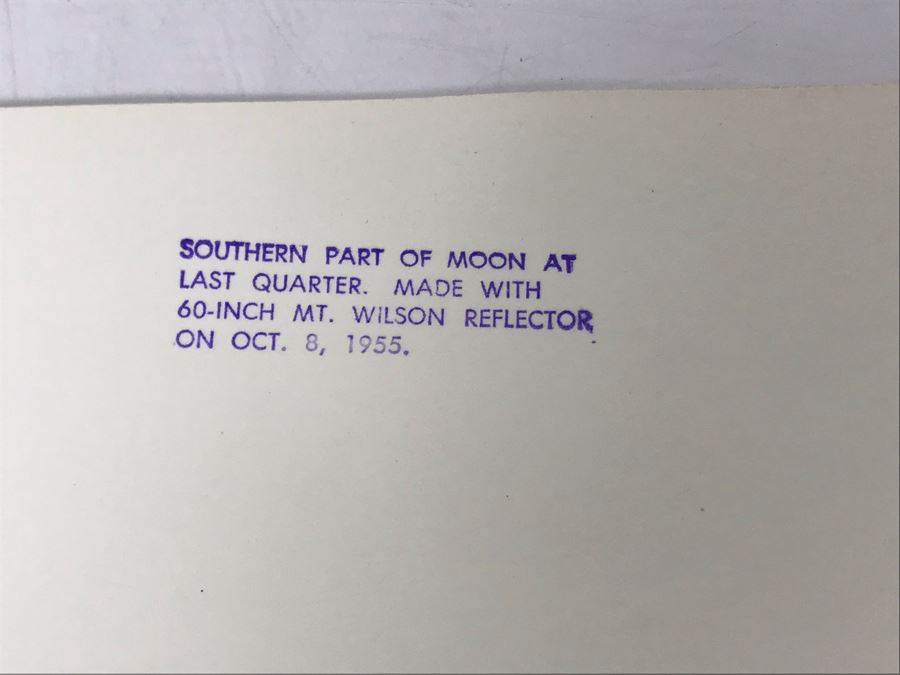 SOUTHERN PART OF MOON AT
LAST QUARTER. MADE WITH
60-INCH MT. WILSON REFLECTOR
ON OCT. 8, 1955.